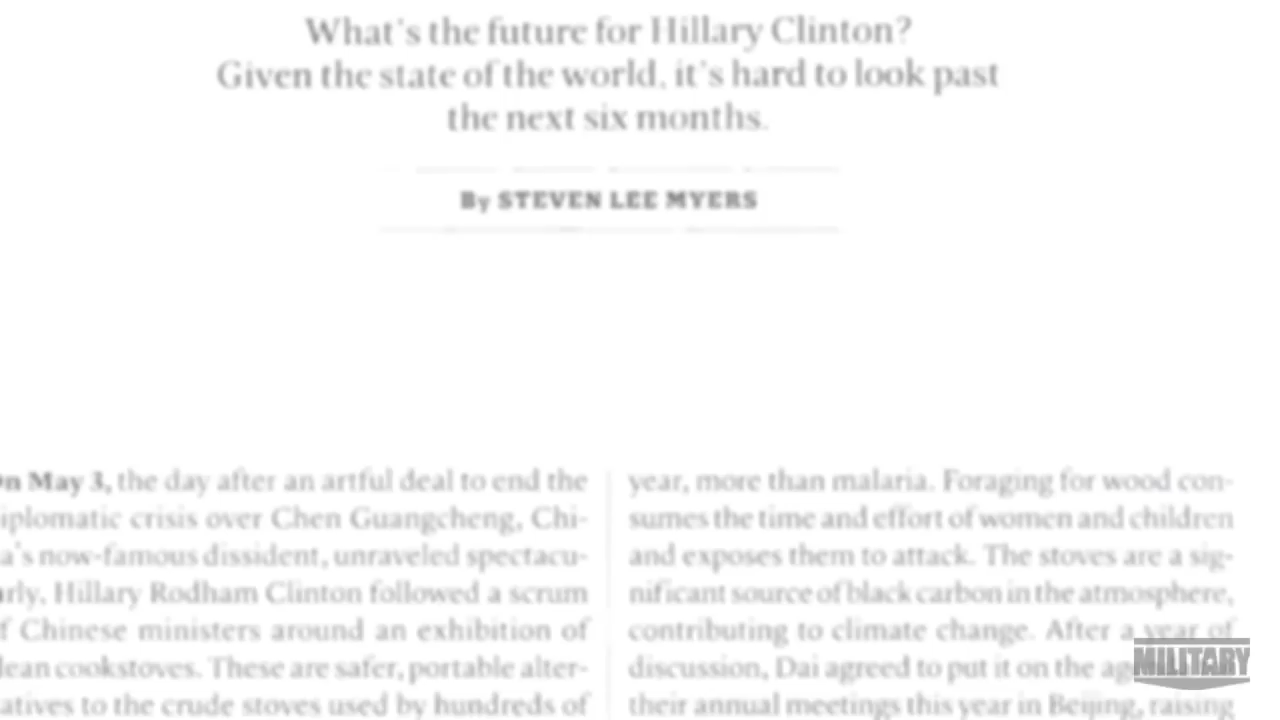 What's the future for Hillary Clinton?
Given the state of the world, it's hard to look past
the next six months.
By STEVEN LEE MYERS
On May 3, the day after an artful deal to end the
iplomatic crisis over Chen Guangcheng, Chi-
a's now-famous dissident, unraveled spectacu-
rly, Hillary Rodham Clinton followed a scrum
f Chinese ministers around an exhibition of
lean cookstoves. These are safer, portable alter-
atives to the crude stoves used by hundreds of
year, more than malaria. Foraging for wood con-
sumes the time and effort of women and children
and exposes them to attack. The stoves are a sig-
nificant source of black carbon in the atmosphere,
contributing to climate change. After a year of
discussion, Dai agreed to put it on the ag
their annual meetings this year in Beijing, raising
MILITARY